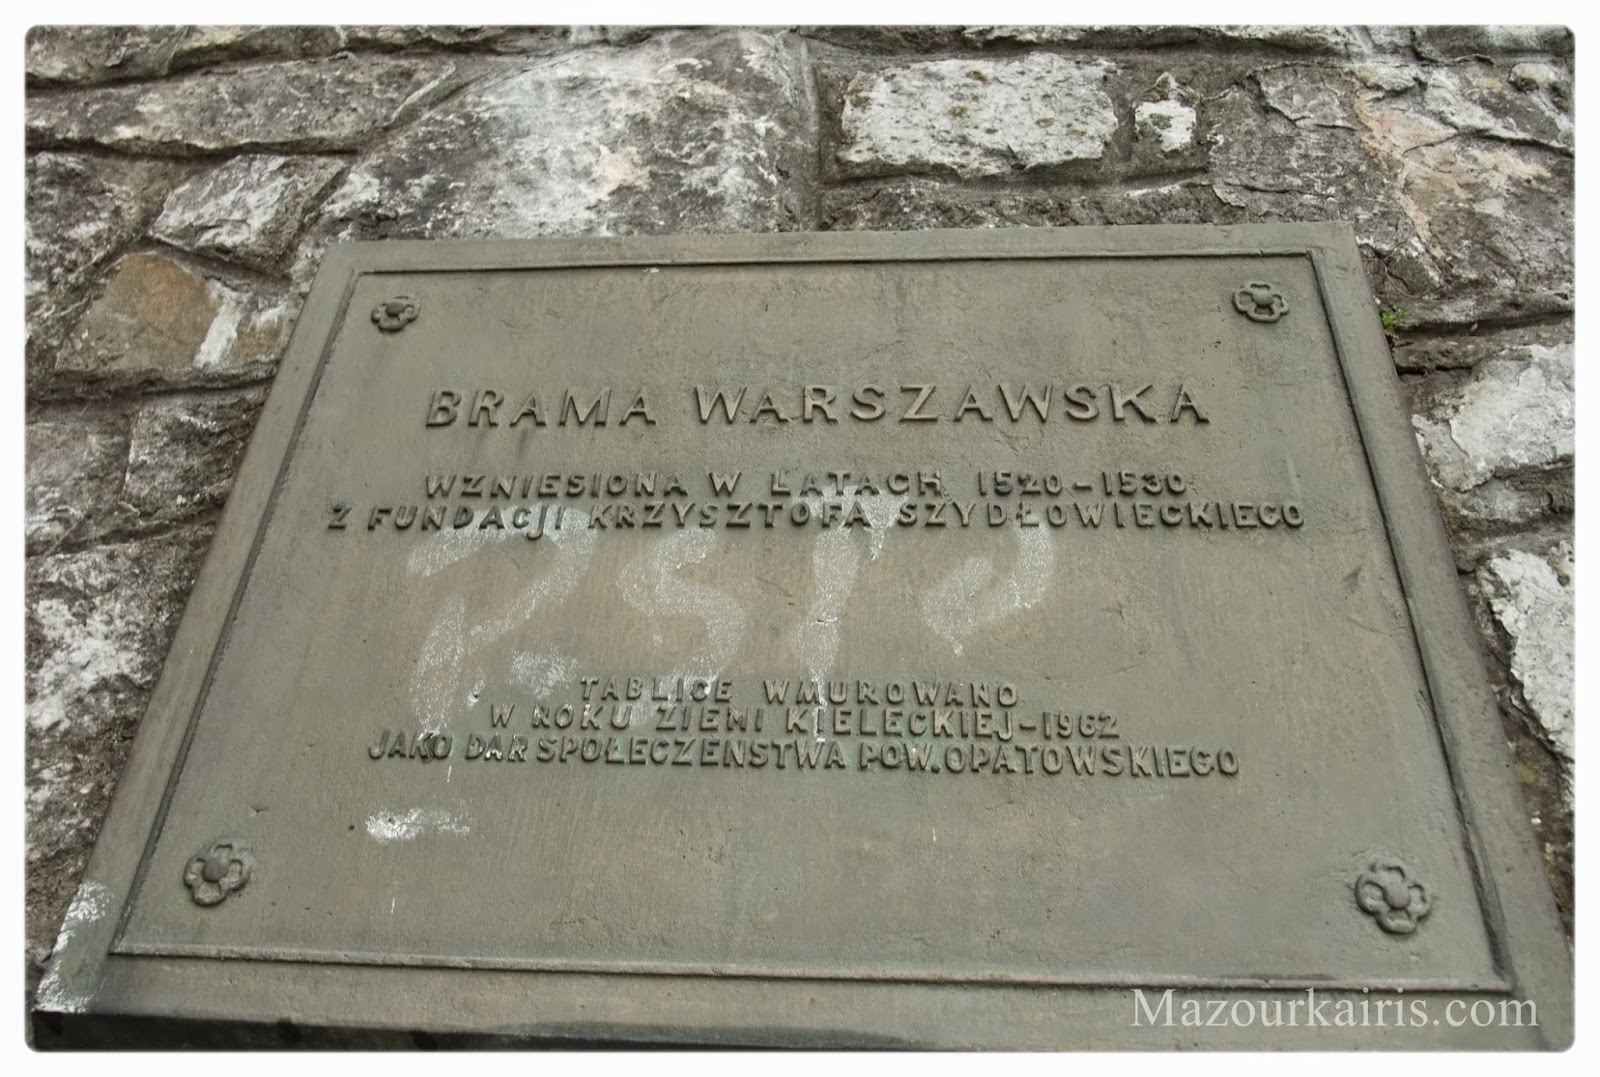 BRAMA WARSZAWSKA
WZNIESIONA W LATACH 1520-1530
Z FUNDACJI KRZYSZTOFA SZYDŁOWIECKIEGO
TABLICE WMUROWANO
W ROKU ZIEMI KIELECKIEJ-1962
JAKO DAR SPOŁECZENSTWA POW. OPATOWSKIEGO
Mazourkairis.com